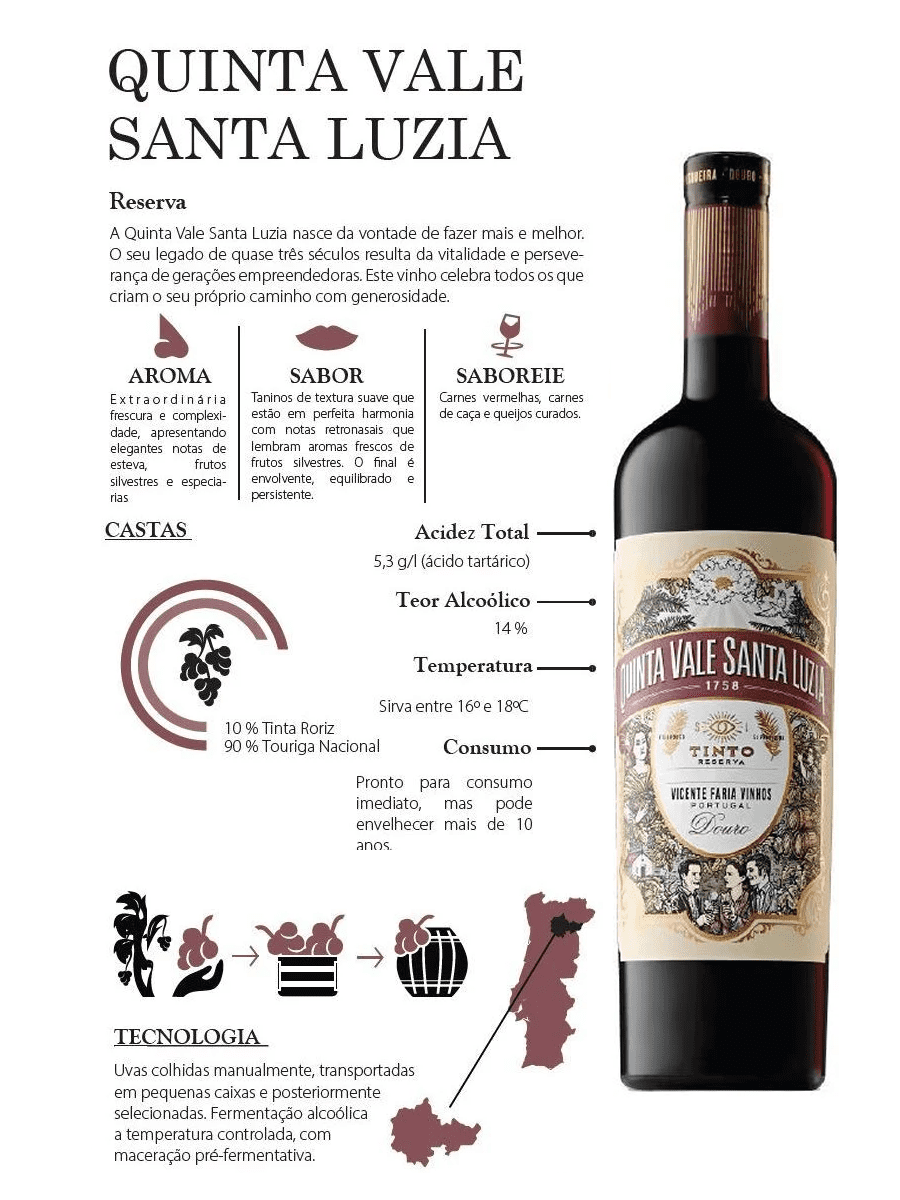 QUINTA VALE
SANTA LUZIA
Reserva
A Quinta Vale Santa Luzia nasce da vontade de fazer mais e melhor.
O seu legado de quase três séculos resulta da vitalidade e perseve-
rança de gerações empreendedoras. Este vinho celebra todos os que
criam o seu próprio caminho com generosidade.
AROMA
Extraordinária
frescura e complexi-
dade, apresentando
elegantes notas de
esteva, frutos
silvestres e especia-
rias
SABOR
Taninos de textura suave que
estão em perfeita harmonia
com notas retronasais que
lembram aromas frescos de
frutos silvestres. O final é
envolvente, equilibrado e
persistente.
SABOREIE
Carnes vermelhas, carnes
de caça e queijos curados.
CASTAS
10 % Tinta Roriz
90 % Touriga Nacional
Acidez Total
5,3 g/l (ácido tartárico)
Teor Alcoólico
14 %
Temperatura
Sirva entre 16º e 18ºC
Consumo
Pronto para consumo
imediato, mas pode
envelhecer mais de 10
anos.
DOURO
QUINTA VALE SANTA LUZIA
1758
S I
TINTO
RESERVA
VICENTE FARIA VINHOS
PORTUGAL
Douro
TECNOLOGIA
Uvas colhidas manualmente, transportadas
em pequenas caixas e posteriormente
selecionadas. Fermentação alcoólica
a temperatura controlada, com
maceração pré-fermentativa.